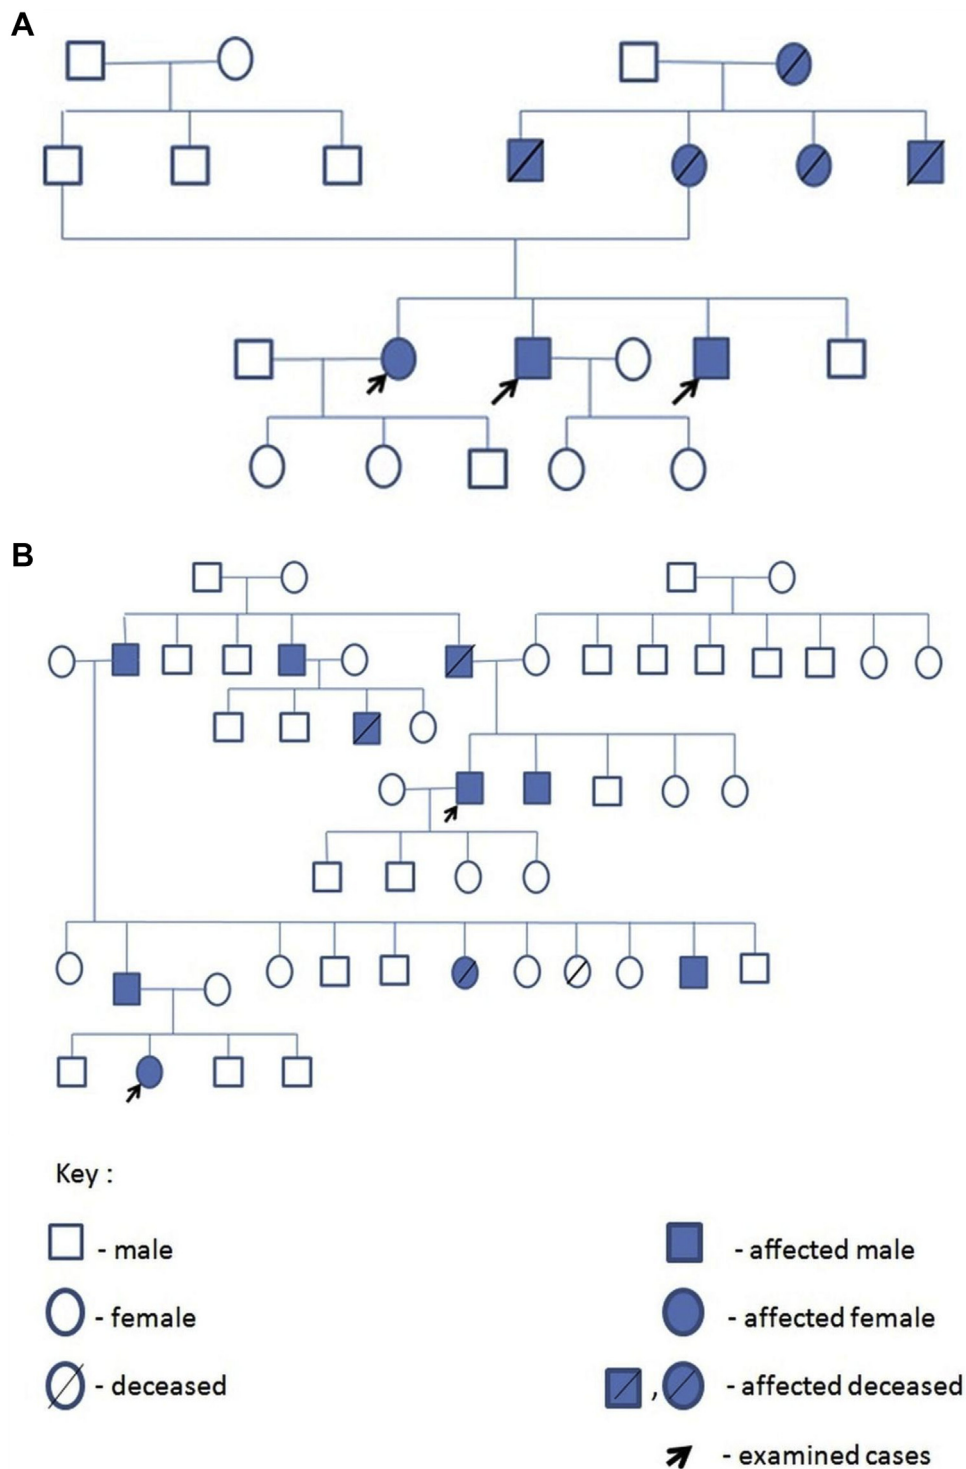 A
B
Key :
- male
- affected male
- female
- affected female
- deceased
, - affected deceased
- examined cases